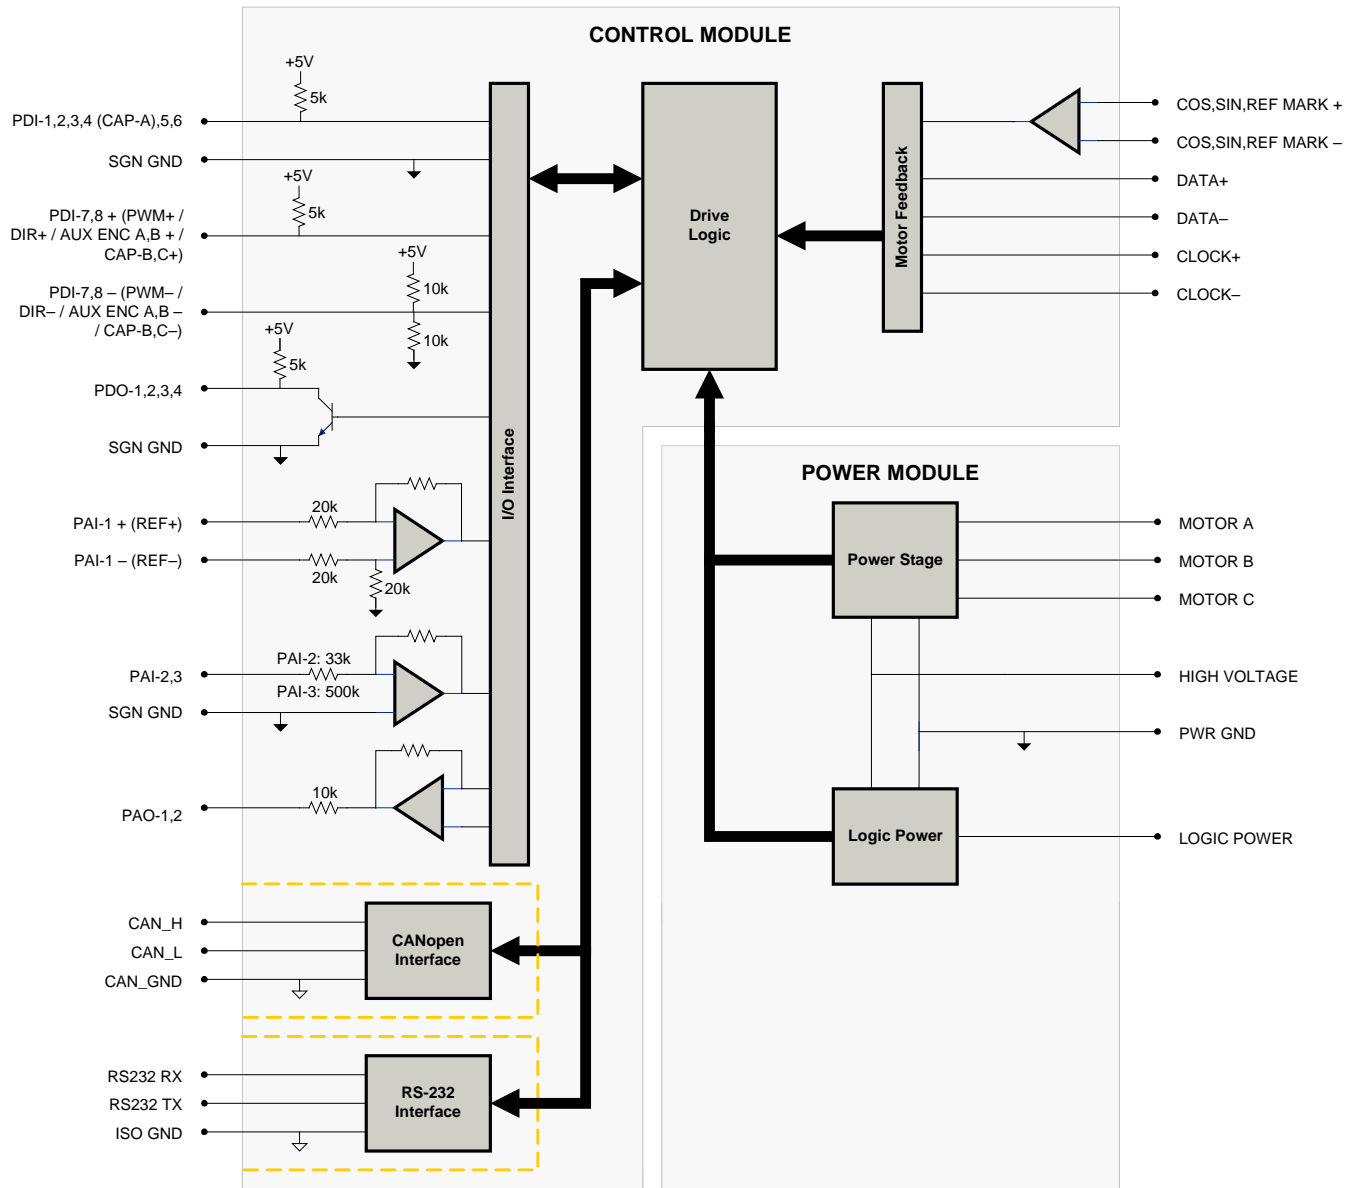 CONTROL MODULE
+5V
5k
PDI-1,2,3,4 (CAP-A),5,6
SGN GND
+5V
5k
PDI-7,8 + (PWM+ /
DIR+ / AUX ENC A,B + /
CAP-B,C+)
+5V
10k
PDI-7,8 – (PWM– /
DIR– / AUX ENC A,B –
/ CAP-B,C–)
10k
+5V
5k
PDO-1,2,3,4
SGN GND
20k
PAI-1 + (REF+)
PAI-1 – (REF–)
20k
20k
PAI-2: 33k
PAI-2,3
PAI-3: 500k
SGN GND
10k
PAO-1,2
I/O Interface
CAN_H
CAN_L
CAN_GND
CANopen
Interface
RS232 RX
RS232 TX
ISO GND
RS-232
Interface
Drive
Logic
Motor Feedback
COS,SIN,REF MARK +
COS,SIN,REF MARK –
DATA+
DATA–
CLOCK+
CLOCK–
POWER MODULE
Power Stage
MOTOR A
MOTOR B
MOTOR C
HIGH VOLTAGE
PWR GND
Logic Power
LOGIC POWER